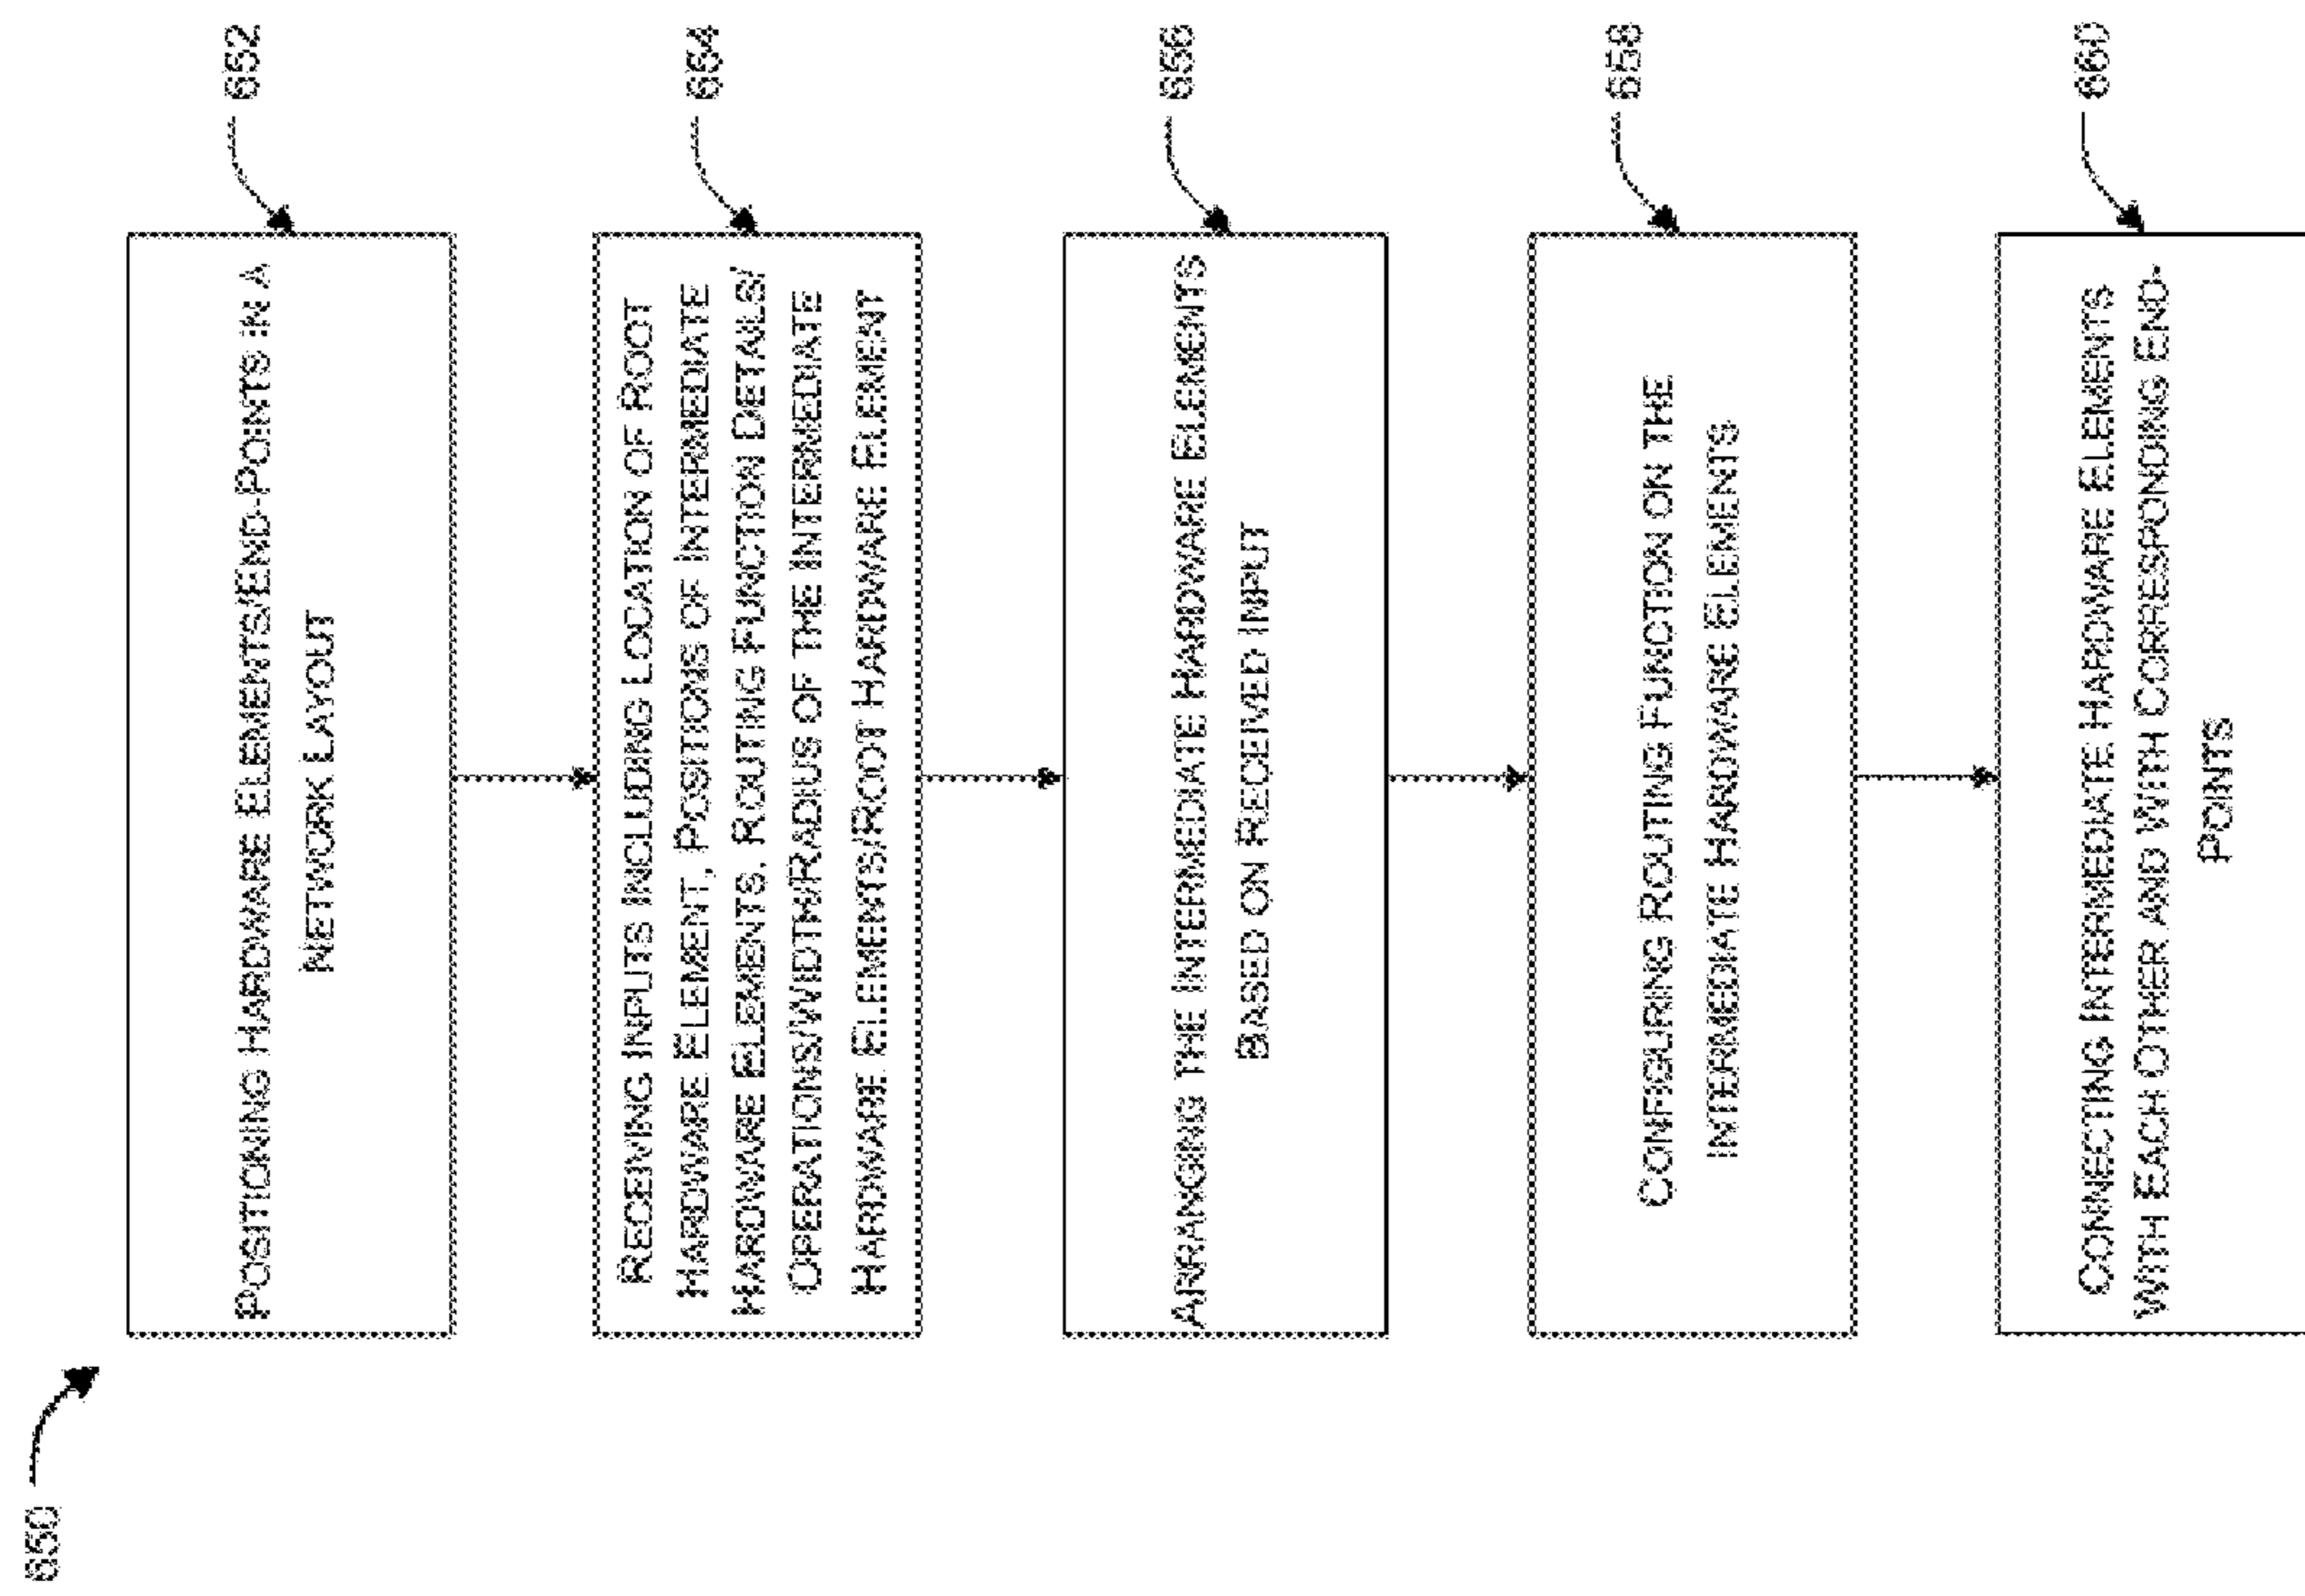 650
652
POSITIONING HARDWARE ELEMENTS/END-POINTS IN A
NETWORK LAYOUT
654
RECEIVING INPUTS INCLUDING LOCATION OF ROOT
HARDWARE ELEMENT, POSITIONS OF INTERMEDIATE
HARDWARE ELEMENTS, ROUTING FUNCTION DETAILS/
OPERATIONS/WIDTH/RADIUS OF THE INTERMEDIATE
HARDWARE ELEMENTS/ROOT HARDWARE ELEMENT
656
ARRANGING THE INTERMEDIATE HARDWARE ELEMENTS
BASED ON RECEIVED INPUT
658
CONFIGURING ROUTING FUNCTION ON THE
INTERMEDIATE HARDWARE ELEMENTS
660
CONNECTING INTERMEDIATE HARDWARE ELEMENTS
WITH EACH OTHER AND WITH CORRESPONDING END-
POINTS